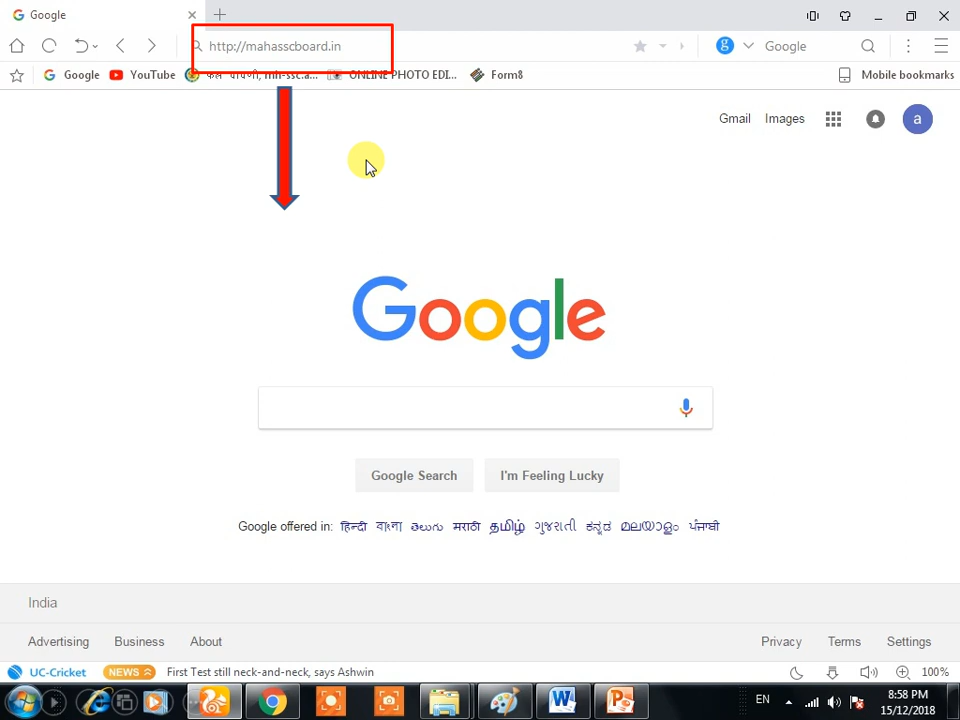 Google
http://mahasscboard.in
Google
Google YouTube mh-ssc.a... ONLINE PHOTO EDI... Form8 Mobile bookmarks
Gmail Images a
Google
Google Search I'm Feeling Lucky
Google offered in: हिन्दी বাংলা తెలుగు मराठी தமிழ் ગુજરાતી ಕನ್ನಡ മലയാളം ਪੰਜਾਬੀ
India
Advertising Business About Privacy Terms Settings
UC-Cricket NEWS First Test still neck-and-neck, says Ashwin 100%
EN 8:58 PM
15/12/2018